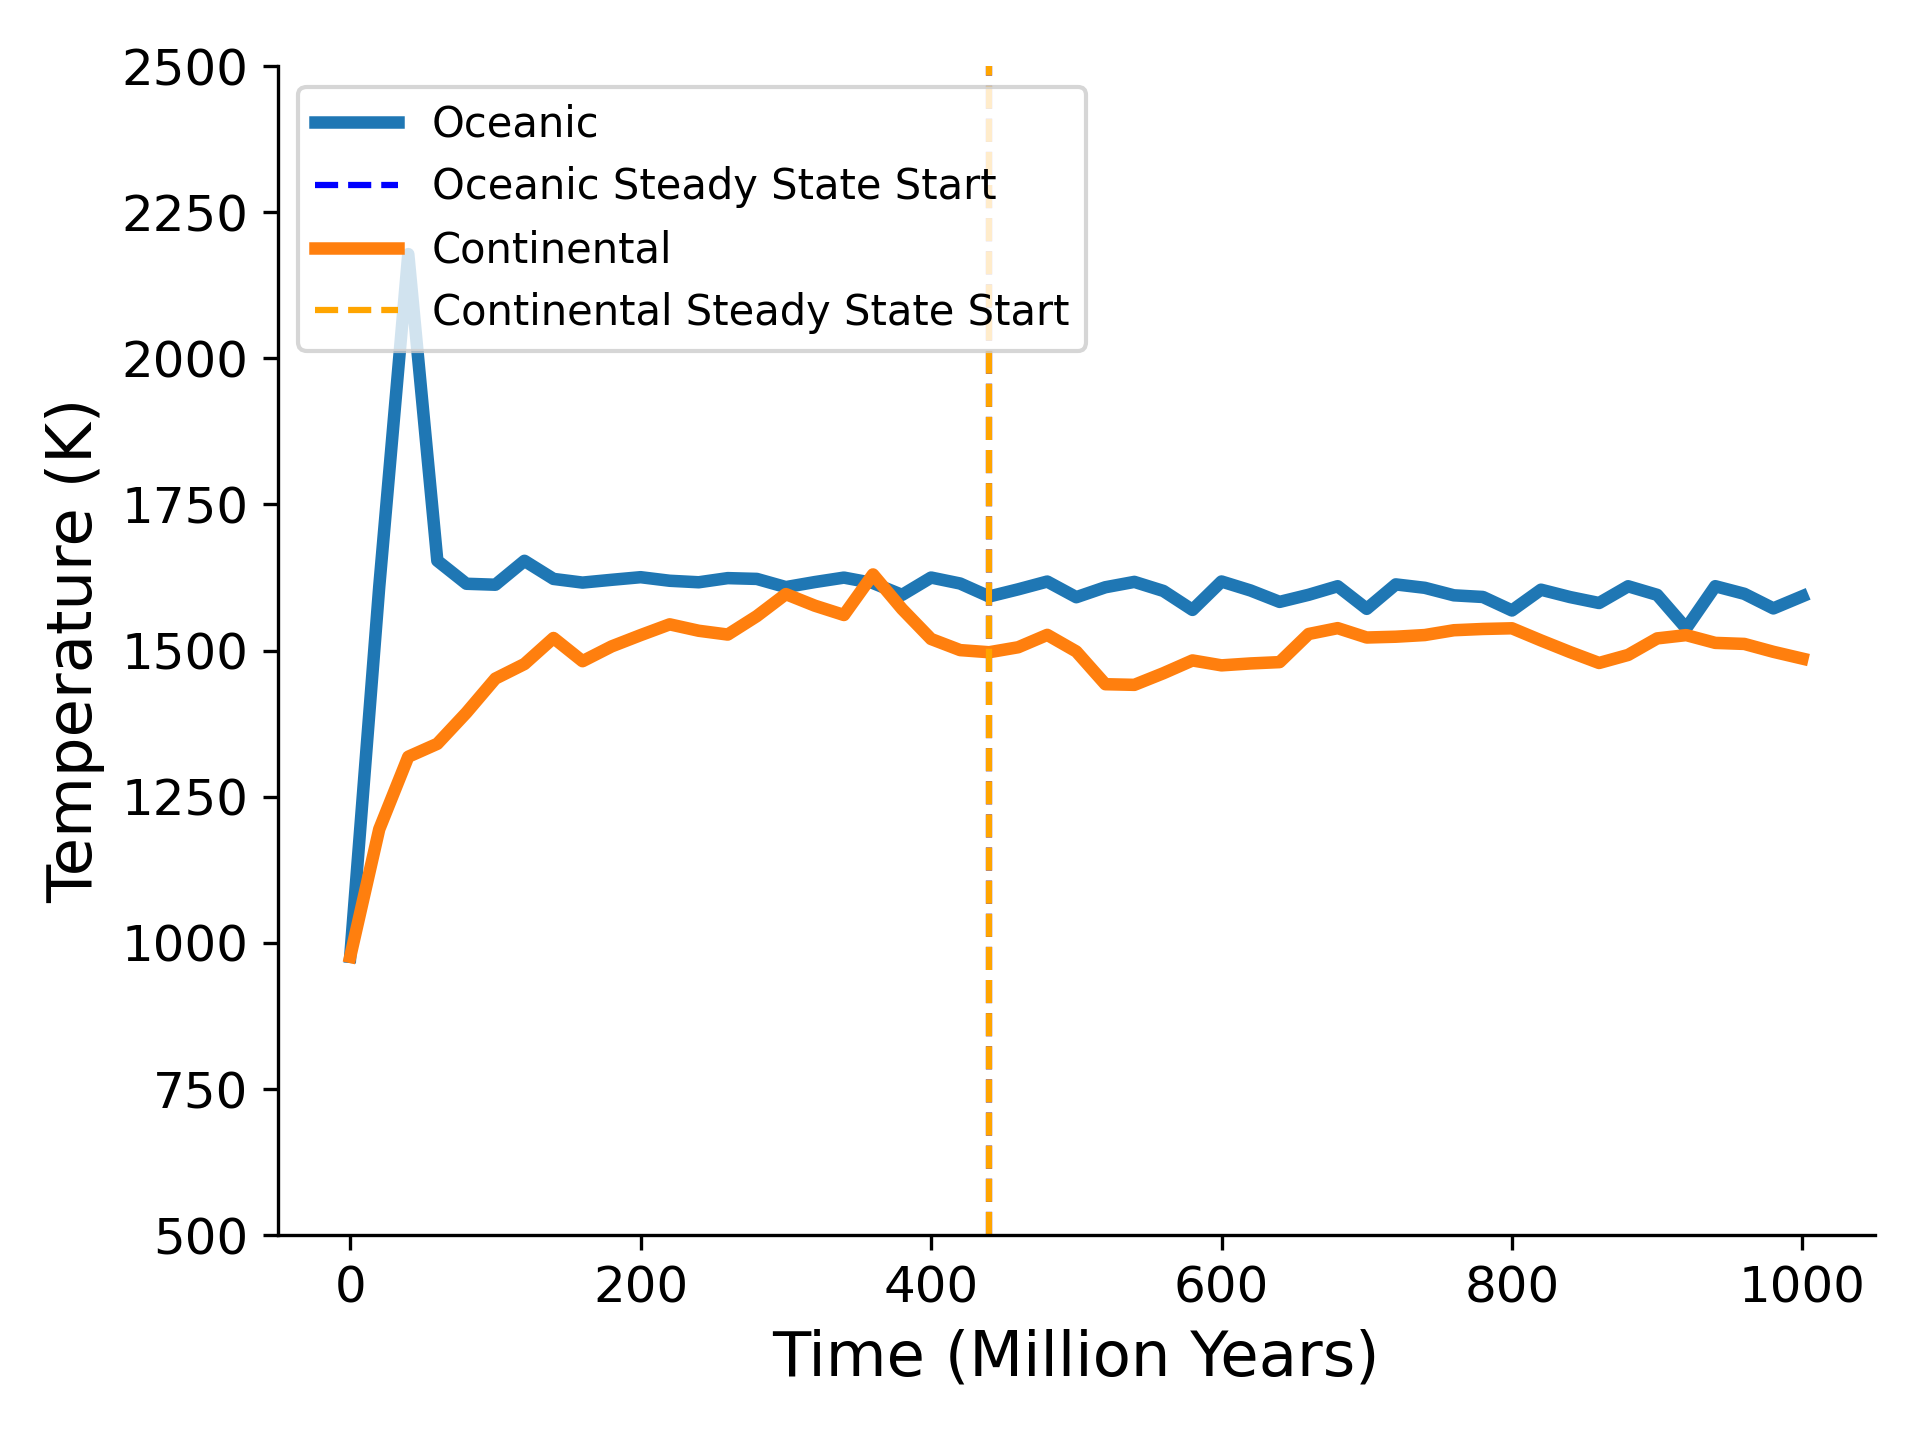 2500
2250
2000
1750
1500
1250
1000
750
500
Temperature (K)
Oceanic
Oceanic Steady State Start
Continental
Continental Steady State Start
0 200 400 600 800 1000
Time (Million Years)